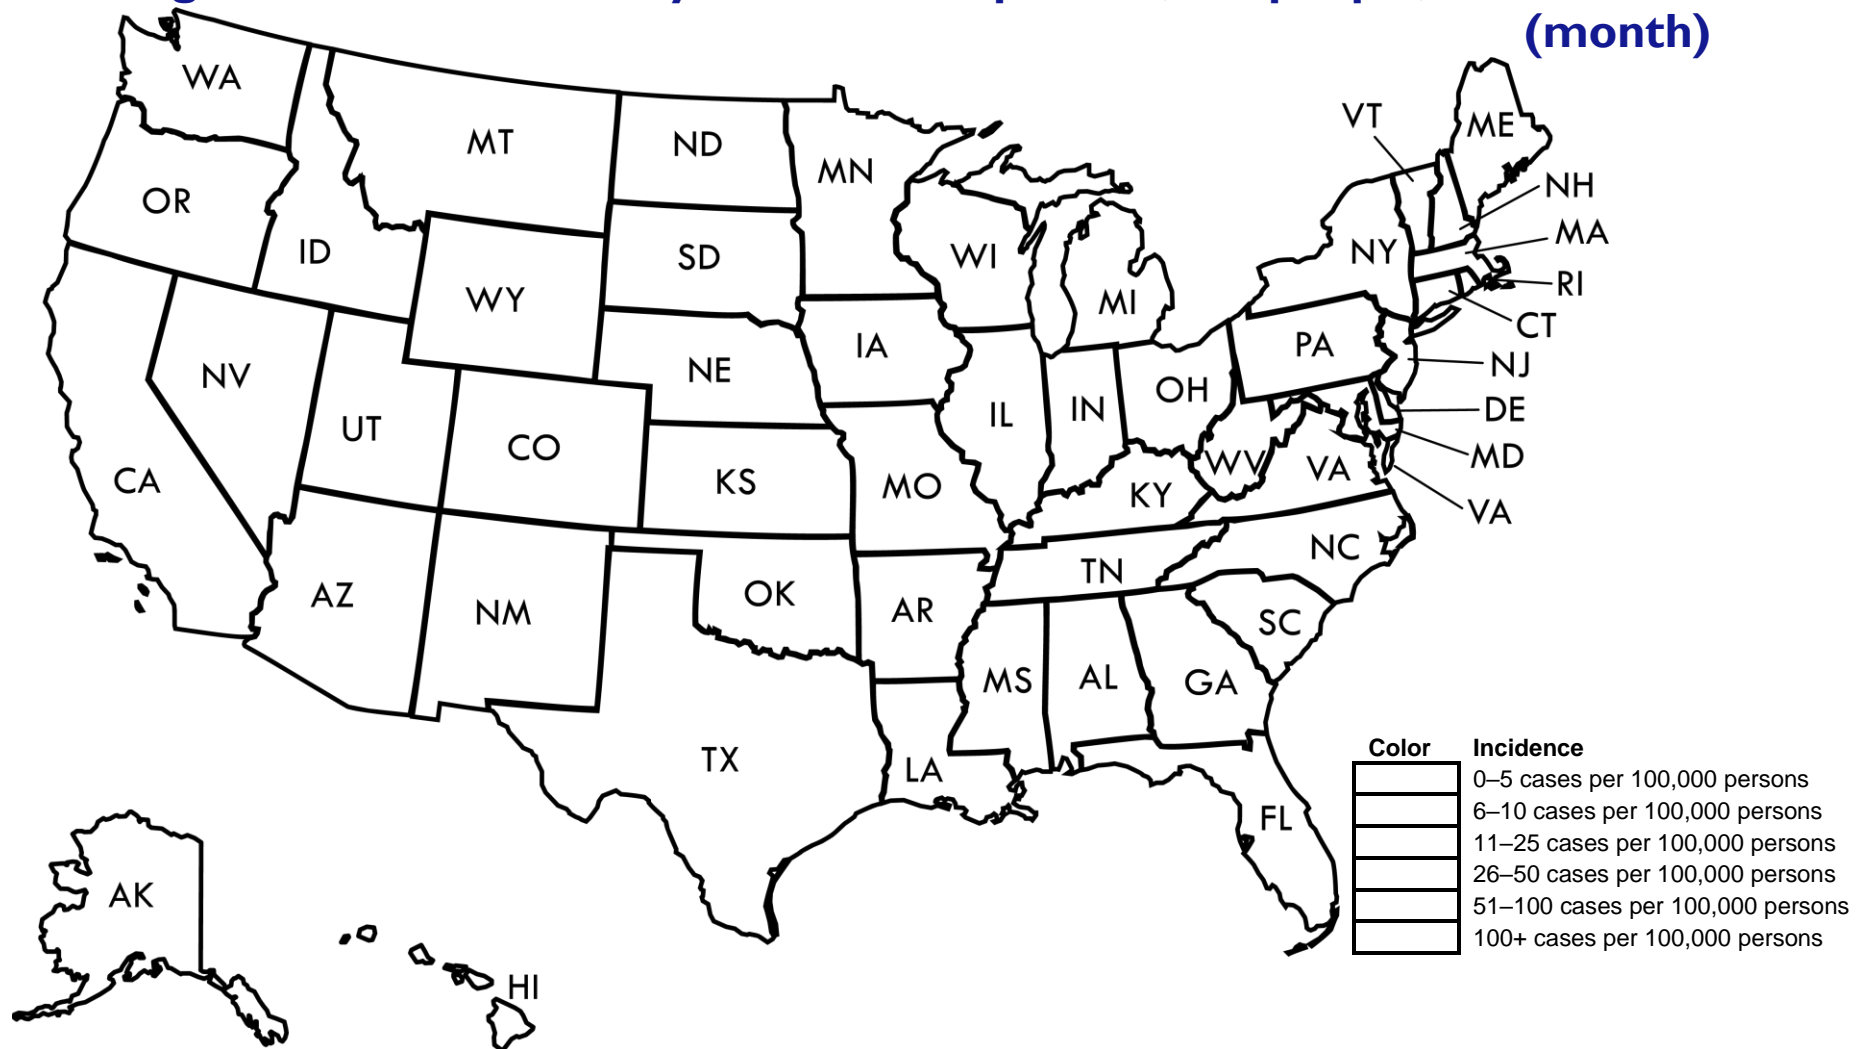 (month)
WA
MT
ND
MN
VT
ME
OR
ID
SD
WI
NH
MA
NY
RI
WY
MI
CT
IA
PA
NJ
NV
NE
OH
DE
UT
CO
IL
IN
MD
CA
KS
MO
KY
WV
VA
VA
AZ
NM
OK
AR
TN
NC
SC
MS
AL
GA
TX
LA
FL
AK
HI
Color Incidence
0–5 cases per 100,000 persons
6–10 cases per 100,000 persons
11–25 cases per 100,000 persons
26–50 cases per 100,000 persons
51–100 cases per 100,000 persons
100+ cases per 100,000 persons